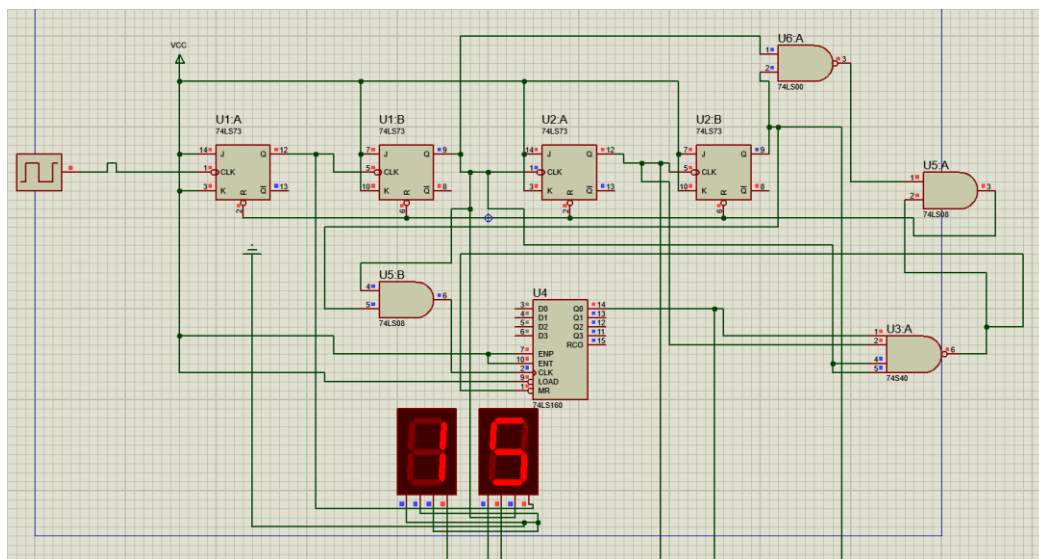 VCC
U1:A
74LS73
14 J Q 12
1 CLK
3 K Q 13
R
2
U1:B
74LS73
7 J Q 9
5 CLK
10 K Q 8
R
6
U2:A
74LS73
14 J Q 12
1 CLK
3 K Q 13
R
2
U2:B
74LS73
7 J Q 9
5 CLK
10 K Q 8
R
6
U6:A
1
2
3
74LS00
U5:A
1
2
3
74LS08
U5:B
4
5
6
74LS08
U4
3 D0 Q0 14
4 D1 Q1 13
5 D2 Q2 12
6 D3 Q3 11
RCO 15
7 ENP
10 ENT
2 CLK
9 LOAD
1 MR
74LS160
U3:A
1
2
4
5
6
74S40
15